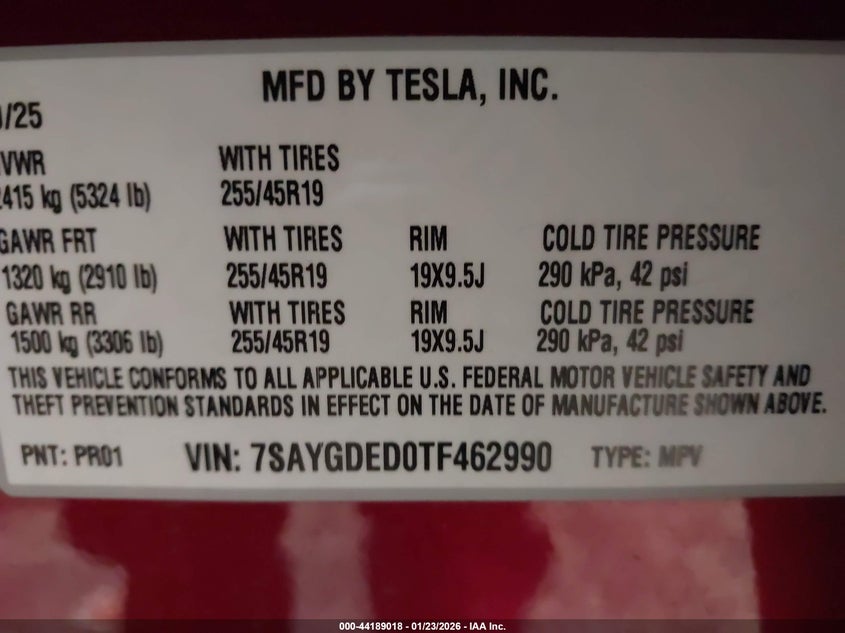 MFD BY TESLA, INC.
/25
VWR WITH TIRES
2415 kg (5324 lb) 255/45R19
GAWR FRT WITH TIRES RIM COLD TIRE PRESSURE
1320 kg (2910 lb) 255/45R19 19X9.5J 290 kPa, 42 psi
GAWR RR WITH TIRES RIM COLD TIRE PRESSURE
1500 kg (3306 lb) 255/45R19 19X9.5J 290 kPa, 42 psi
THIS VEHICLE CONFORMS TO ALL APPLICABLE U.S. FEDERAL MOTOR VEHICLE SAFETY AND
THEFT PREVENTION STANDARDS IN EFFECT ON THE DATE OF MANUFACTURE SHOWN ABOVE.
PNT: PR01 VIN: 7SAYGDED0TF462990 TYPE: MPV
000-44189018 - 01/23/2026 - IAA Inc.